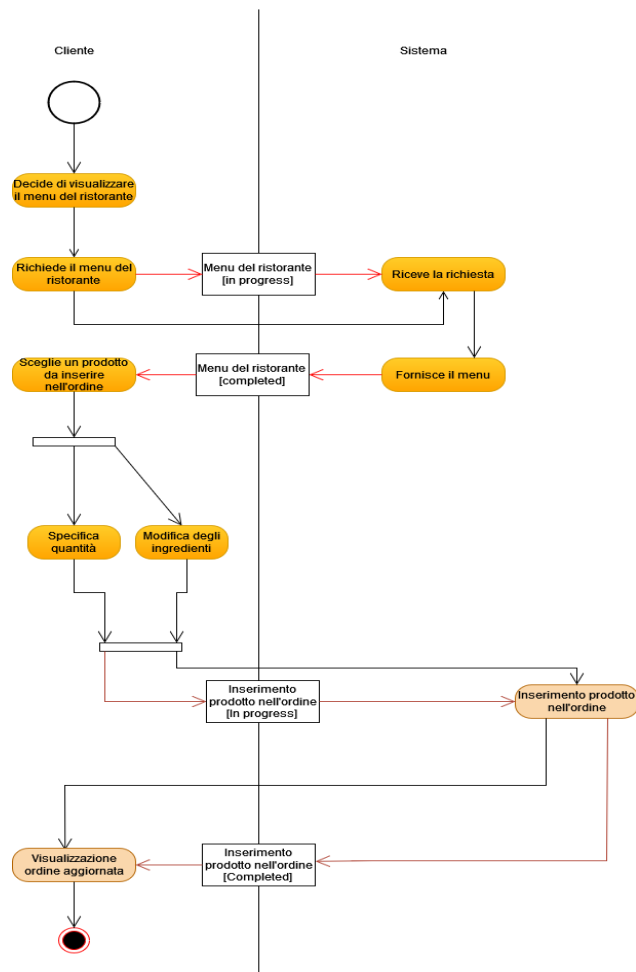 Cliente
Sistema
Decide di visualizzare
il menu del ristorante
Richiede il menu del
ristorante
Menu del ristorante
[in progress]
Riceve la richiesta
Sceglie un prodotto
da inserire
nell'ordine
Menu del ristorante
[completed]
Fornisce il menu
Specifica
quantità
Modifica degli
ingredienti
Inserimento
prodotto nell'ordine
[In progress]
Inserimento prodotto
nell'ordine
Visualizzazione
ordine aggiornata
Inserimento
prodotto nell'ordine
[Completed]